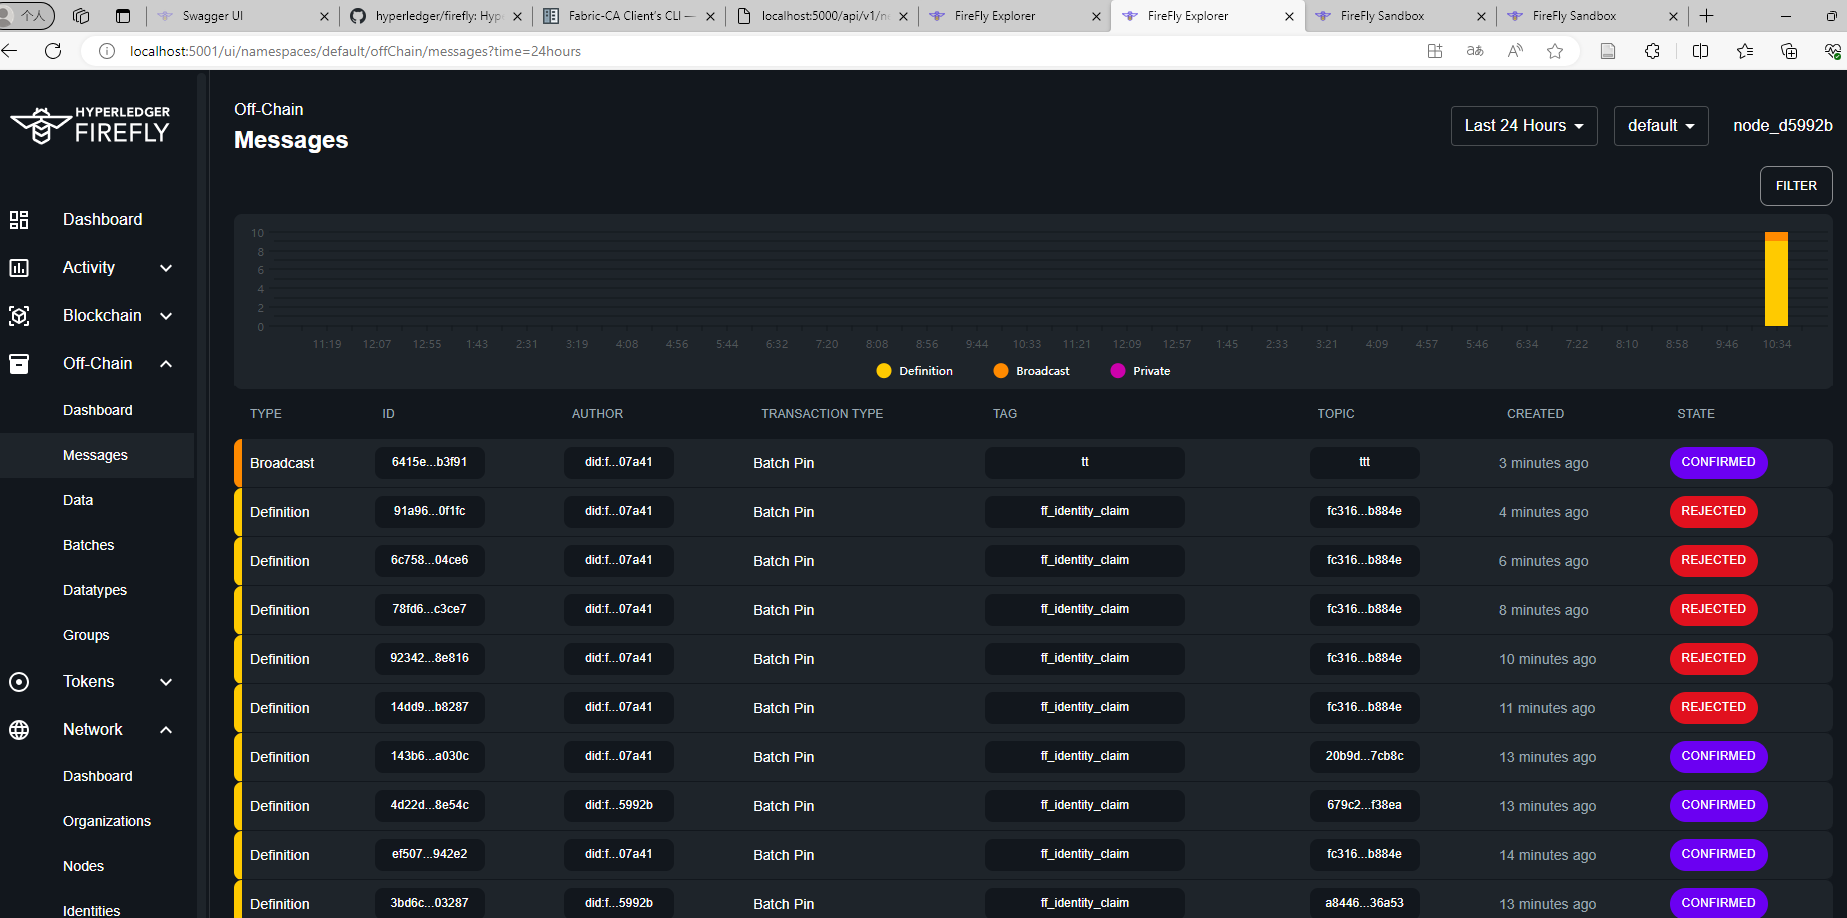 个人
Swagger UI
hyperledger/firefly: Hyp
Fabric-CA Client's CLI —
localhost:5000/api/v1/ne
FireFly Explorer
FireFly Explorer
FireFly Sandbox
FireFly Sandbox
localhost:5001/ui/namespaces/default/offChain/messages?time=24hours
HYPERLEDGER
FIREFLY
Off-Chain
Messages
Last 24 Hours
default
node_d5992b
FILTER
Dashboard
Activity
Blockchain
Off-Chain
Dashboard
Messages
Data
Batches
Datatypes
Groups
Tokens
Network
Dashboard
Organizations
Nodes
Identities
10
8
6
4
2
0
11:19 12:07 12:55 1:43 2:31 3:19 4:08 4:56 5:44 6:32 7:20 8:08 8:56 9:44 10:33 11:21 12:09 12:57 1:45 2:33 3:21 4:09 4:57 5:46 6:34 7:22 8:10 8:58 9:46 10:34
Definition Broadcast Private
TYPE ID AUTHOR TRANSACTION TYPE TAG TOPIC CREATED STATE
Broadcast 6415e...b3f91 did:f...07a41 Batch Pin tt ttt 3 minutes ago CONFIRMED
Definition 91a96...0f1fc did:f...07a41 Batch Pin ff_identity_claim fc316...b884e 4 minutes ago REJECTED
Definition 6c758...04ce6 did:f...07a41 Batch Pin ff_identity_claim fc316...b884e 6 minutes ago REJECTED
Definition 78fd6...c3ce7 did:f...07a41 Batch Pin ff_identity_claim fc316...b884e 8 minutes ago REJECTED
Definition 92342...8e816 did:f...07a41 Batch Pin ff_identity_claim fc316...b884e 10 minutes ago REJECTED
Definition 14dd9...b8287 did:f...07a41 Batch Pin ff_identity_claim fc316...b884e 11 minutes ago REJECTED
Definition 143b6...a030c did:f...07a41 Batch Pin ff_identity_claim 20b9d...7cb8c 13 minutes ago CONFIRMED
Definition 4d22d...8e54c did:f...5992b Batch Pin ff_identity_claim 679c2...f38ea 13 minutes ago CONFIRMED
Definition ef507...942e2 did:f...07a41 Batch Pin ff_identity_claim fc316...b884e 14 minutes ago CONFIRMED
Definition 3bd6c...03287 did:f...5992b Batch Pin ff_identity_claim a8446...36a53 13 minutes ago CONFIRMED